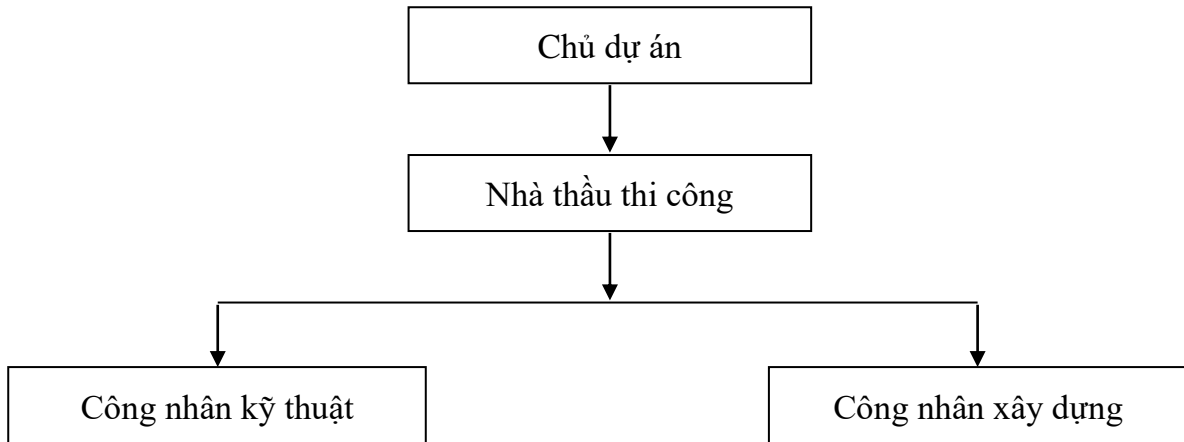 Chủ dự án
Nhà thầu thi công
Công nhân kỹ thuật
Công nhân xây dựng